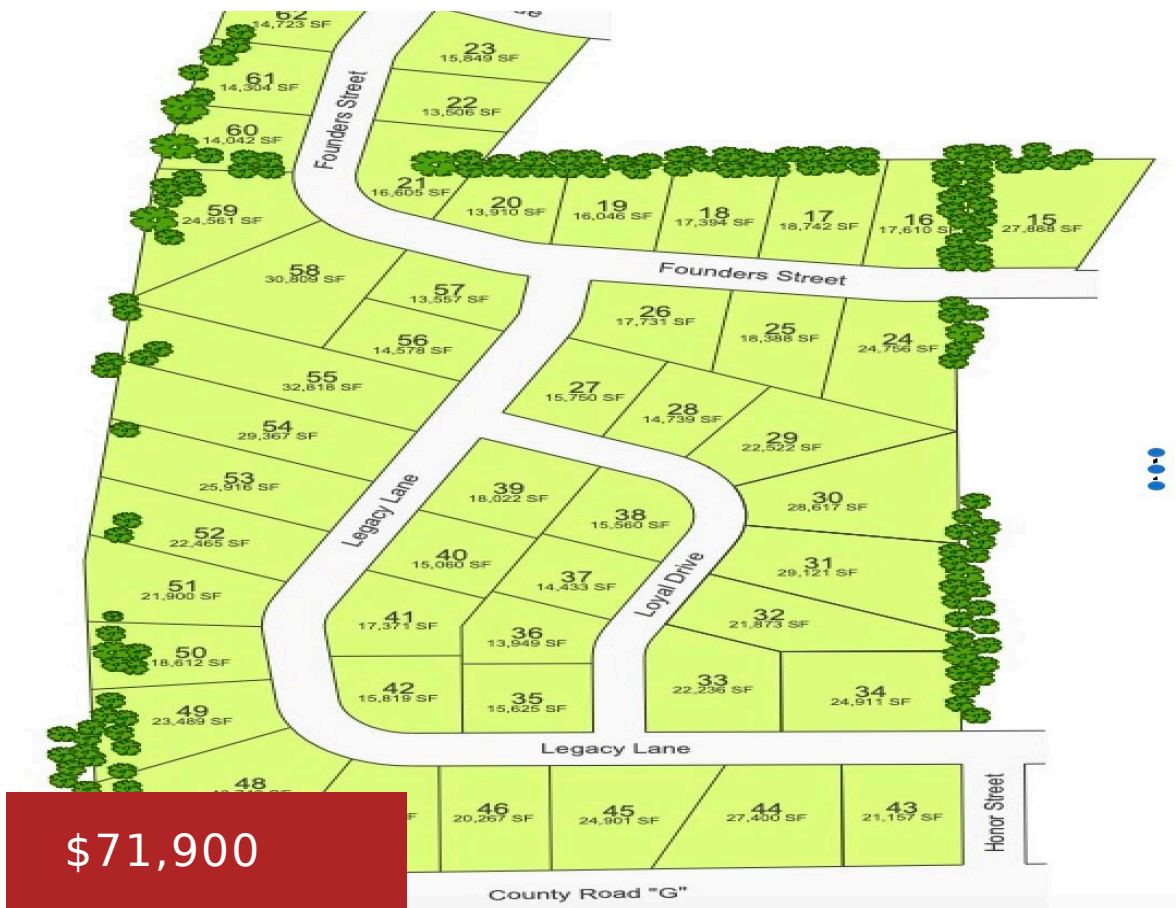 62
14,723 SF
23
15,849 SF
61
14,304 SF
22
13,506 SF
Founders Street
60
14,042 SF
21
16,605 SF
20
13,910 SF
19
16,046 SF
18
17,394 SF
17
18,742 SF
16
17,610 SF
15
27,888 SF
59
24,561 SF
58
30,809 SF
57
13,557 SF
Founders Street
26
17,731 SF
25
18,388 SF
24
24,756 SF
56
14,578 SF
55
32,818 SF
27
15,750 SF
28
14,739 SF
29
22,522 SF
54
29,367 SF
53
25,916 SF
39
18,022 SF
38
15,560 SF
30
28,617 SF
Legacy Lane
52
22,465 SF
40
15,060 SF
37
14,433 SF
Loyal Drive
31
29,121 SF
51
21,900 SF
41
17,371 SF
36
13,949 SF
32
21,873 SF
50
18,612 SF
42
15,819 SF
35
15,625 SF
33
22,236 SF
34
24,911 SF
49
23,489 SF
Legacy Lane
48
46
20,267 SF
45
24,901 SF
44
27,400 SF
43
21,157 SF
Honor Street
$71,900
County Road "G"